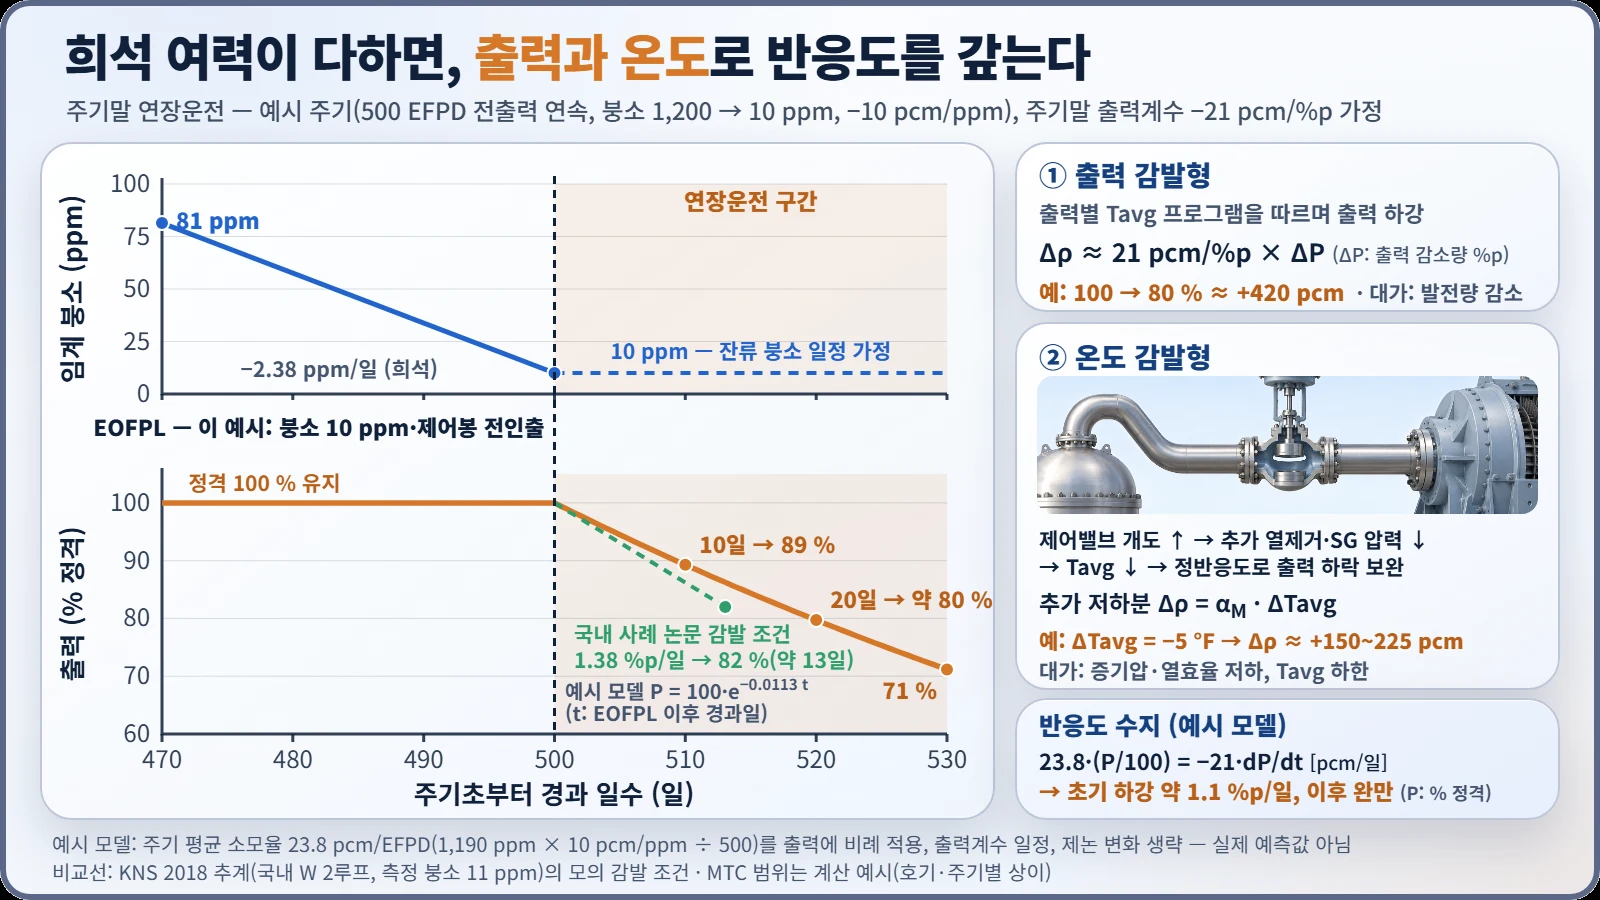 희석 여력이 다하면, 출력과 온도로 반응도를 갚는다
주기말 연장운전 — 예시 주기(500 EFPD 전출력 연속, 붕소 1,200 → 10 ppm, −10 pcm/ppm), 주기말 출력계수 −21 pcm/%p 가정
임계 붕소 (ppm)
100
75
50
25
0
81 ppm
−2.38 ppm/일 (희석)
연장운전 구간
10 ppm — 잔류 붕소 일정 가정
EOFPL — 이 예시: 붕소 10 ppm·제어봉 전인출
출력 (% 정격)
100
90
80
70
60
정격 100 % 유지
10일 → 89 %
20일 → 약 80 %
국내 사례 논문 감발 조건
1.38 %p/일 → 82 %(약 13일)
예시 모델 P = 100·e−0.0113 t
(t: EOFPL 이후 경과일)
71 %
470
480
490
500
510
520
530
주기초부터 경과 일수 (일)
① 출력 감발형
출력별 Tavg 프로그램을 따르며 출력 하강
Δρ ≈ 21 pcm/%p × ΔP (ΔP: 출력 감소량 %p)
예: 100 → 80 % ≈ +420 pcm · 대가: 발전량 감소
② 온도 감발형
제어밸브 개도 ↑ → 추가 열제거·SG 압력 ↓
→ Tavg ↓ → 정반응도로 출력 하락 보완
추가 저하분 Δρ = αM · ΔTavg
예: ΔTavg = −5 °F → Δρ ≈ +150~225 pcm
대가: 증기압·열효율 저하, Tavg 하한
반응도 수지 (예시 모델)
23.8·(P/100) = −21·dP/dt [pcm/일]
→ 초기 하강 약 1.1 %p/일, 이후 완만 (P: % 정격)
예시 모델: 주기 평균 소모율 23.8 pcm/EFPD(1,190 ppm × 10 pcm/ppm ÷ 500)를 출력에 비례 적용, 출력계수 일정, 제논 변화 생략 — 실제 예측값 아님
비교선: KNS 2018 추계(국내 W 2루프, 측정 붕소 11 ppm)의 모의 감발 조건 · MTC 범위는 계산 예시(호기·주기별 상이)